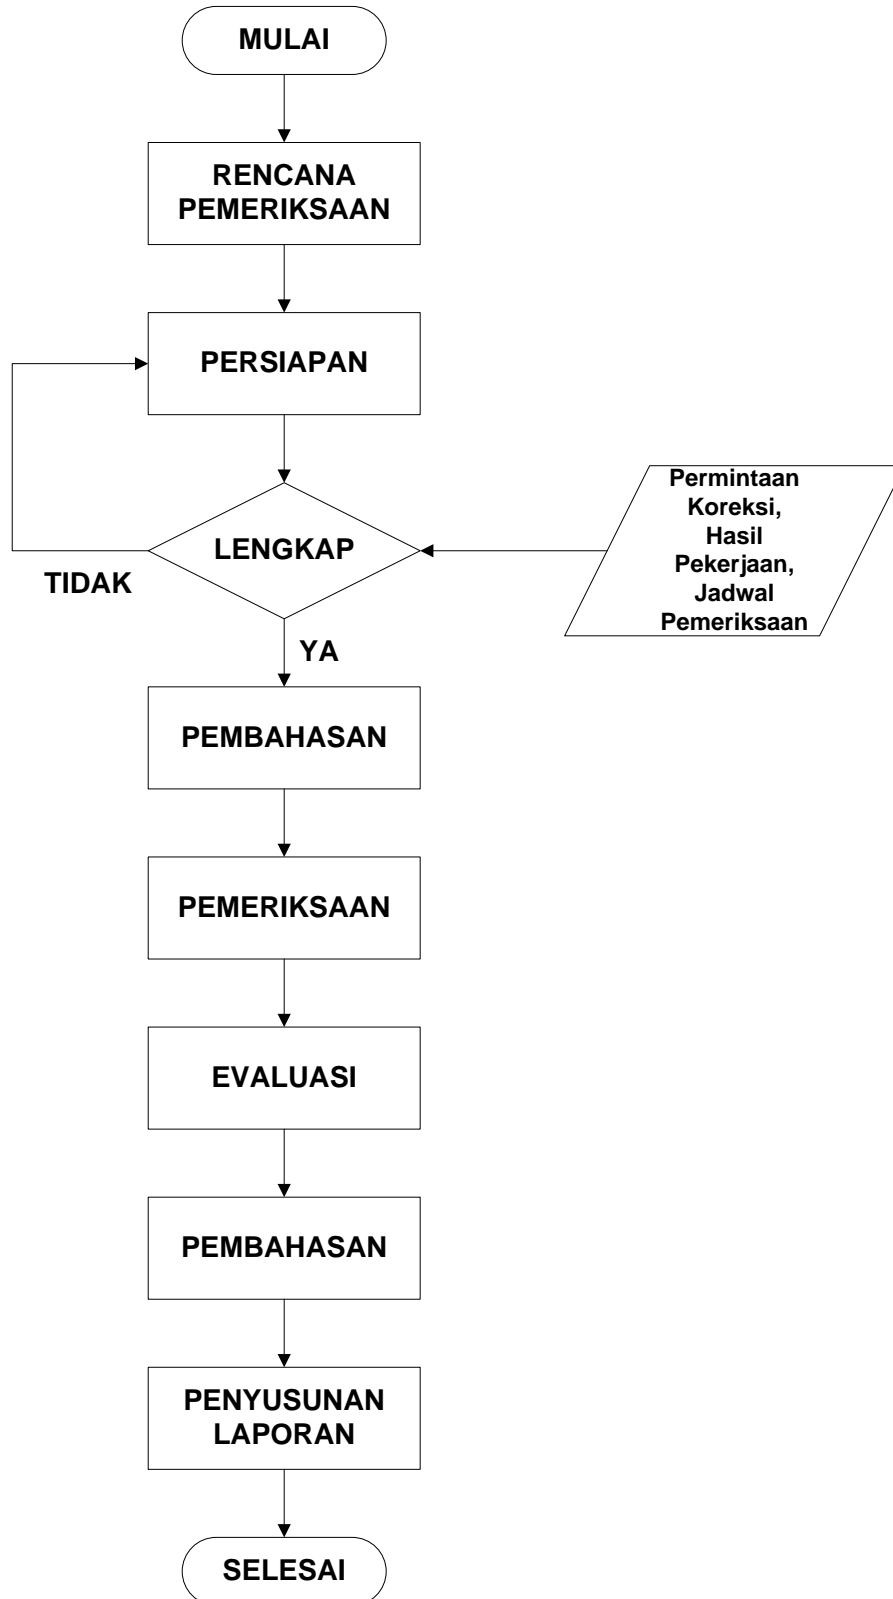 MULAI
RENCANA
PEMERIKSAAN
PERSIAPAN
LENGKAP
Permintaan
Koreksi,
Hasil
Pekerjaan,
Jadwal
Pemeriksaan
TIDAK
YA
PEMBAHASAN
PEMERIKSAAN
EVALUASI
PEMBAHASAN
PENYUSUNAN
LAPORAN
SELESAI